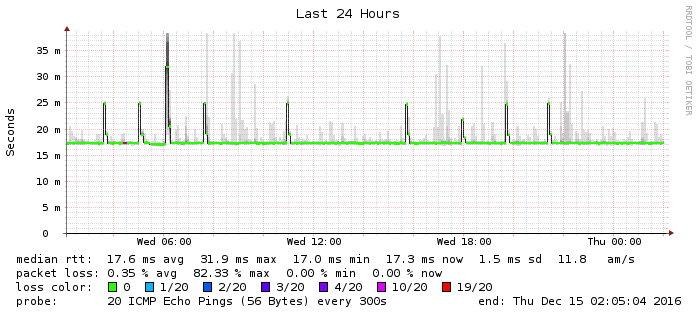 Last 24 Hours
RRDTOOL / TOBI OETIKER
Seconds
35 m
30 m
25 m
20 m
15 m
10 m
5 m
0
Wed 06:00 Wed 12:00 Wed 18:00 Thu 00:00
median rtt: 17.6 ms avg 31.9 ms max 17.0 ms min 17.3 ms now 1.5 ms sd 11.8 am/s
packet loss: 0.35 % avg 82.33 % max 0.00 % min 0.00 % now
loss color: 0 1/20 2/20 3/20 4/20 10/20 19/20
probe: 20 ICMP Echo Pings (56 Bytes) every 300s end: Thu Dec 15 02:05:04 2016